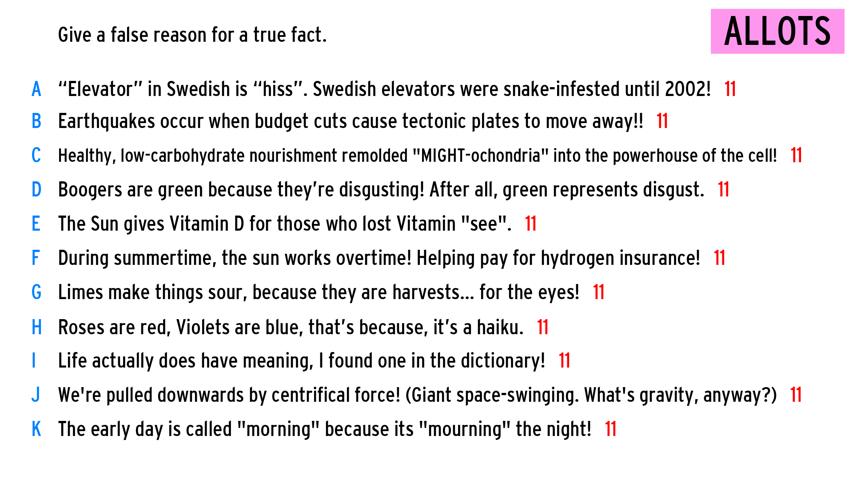 Give a false reason for a true fact.
ALLOTS
A “Elevator” in Swedish is “hiss”. Swedish elevators were snake-infested until 2002! 11
B Earthquakes occur when budget cuts cause tectonic plates to move away!! 11
C Healthy, low-carbohydrate nourishment remolded "MIGHT-ochondria" into the powerhouse of the cell! 11
D Boogers are green because they’re disgusting! After all, green represents disgust. 11
E The Sun gives Vitamin D for those who lost Vitamin "see". 11
F During summertime, the sun works overtime! Helping pay for hydrogen insurance! 11
G Limes make things sour, because they are harvests... for the eyes! 11
H Roses are red, Violets are blue, that’s because, it’s a haiku. 11
I Life actually does have meaning, I found one in the dictionary! 11
J We're pulled downwards by centrifical force! (Giant space-swinging. What's gravity, anyway?) 11
K The early day is called "morning" because its "mourning" the night! 11